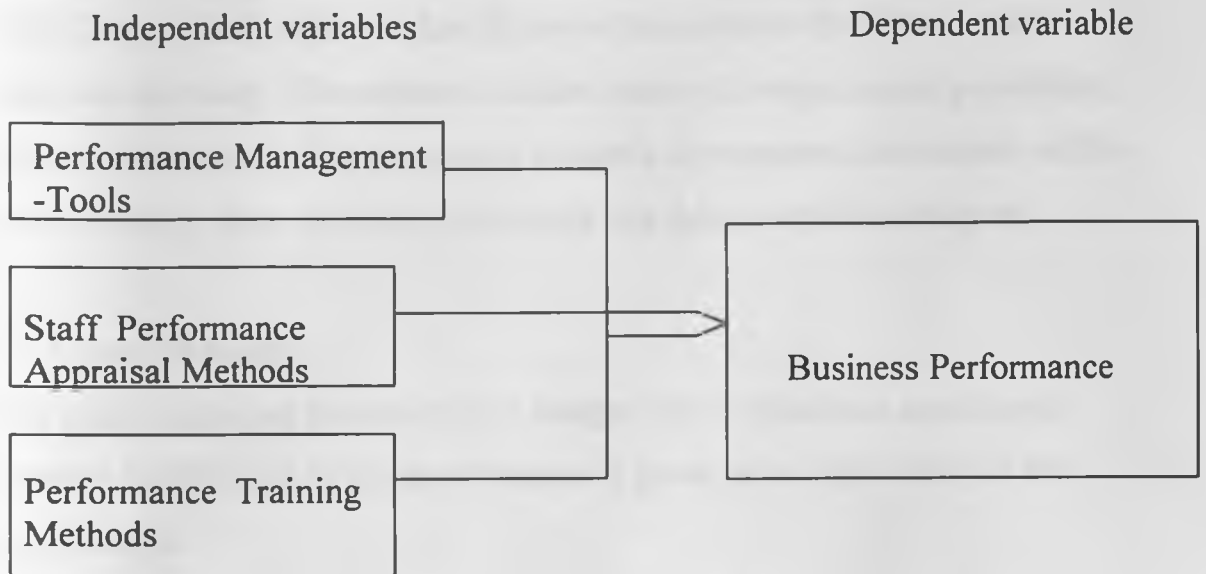 Independent variables
Dependent variable
Performance Management
-Tools
Staff Performance
Appraisal Methods
Performance Training
Methods
Business Performance